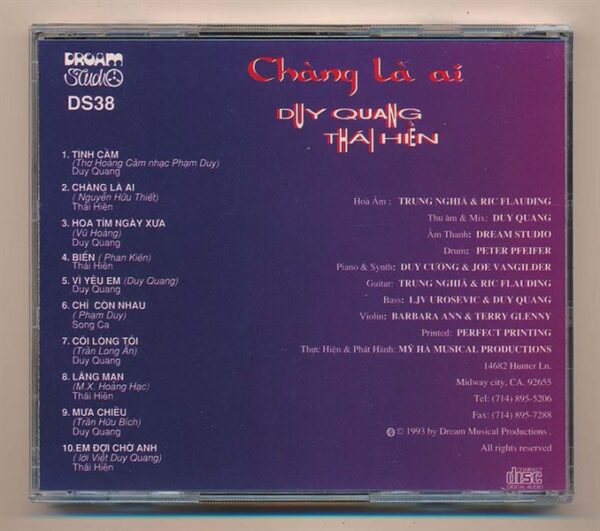 DREAM
Studio
DS38
Chàng Là ai
DUY QUANG
THÁI HIỀN
1. TÌNH CẦM
(Thơ Hoàng Cầm nhạc Phạm Duy)
Duy Quang
2. CHÀNG LÀ AI
( Nguyễn Hữu Thiết)
Thái Hiền
3. HOA TÍM NGÀY XƯA
(Vũ Hoàng)
Duy Quang
4. BIỂN ( Phan Kiên)
Thái Hiền
5. VÌ YÊU EM (Duy Quang)
Duy Quang
6. CHỈ CÒN NHAU
( Phạm Duy)
Song Ca
7. CÕI LÒNG TÔI
(Trần Long Ân)
Duy Quang
8. LÃNG MẠN
(M.X. Hoàng Hạc)
Thái Hiền
9. MƯA CHIỀU
(Trần Hữu Bích)
Duy Quang
10.EM ĐỢI CHỜ ANH
( lời Việt Duy Quang)
Thái Hiền
Hoà Âm : TRUNG NGHĨA & RIC FLAUDING
Thu âm & Mix: DUY QUANG
Âm Thanh: DREAM STUDIO
Drum: PETER PFEIFER
Piano & Synth: DUY CƯỜNG & JOE VANGILDER
Guitar: TRUNG NGHIÃ & RIC FLAUDING
Bass: LJV UROSEVIC & DUY QUANG
Violin: BARBARA ANN & TERRY GLENNY
Printed: PERFECT PRINTING
Thực Hiện & Phát Hành: MỸ HÀ MUSICAL PRODUCTIONS
14682 Hunter Ln.
Midway city, CA. 92655
Tel: (714) 895-5206
Fax: (714) 895-7288
℗ © 1993 by Dream Musical Productions .
All rights reserved
COMPACT
disc
DIGITAL AUDIO